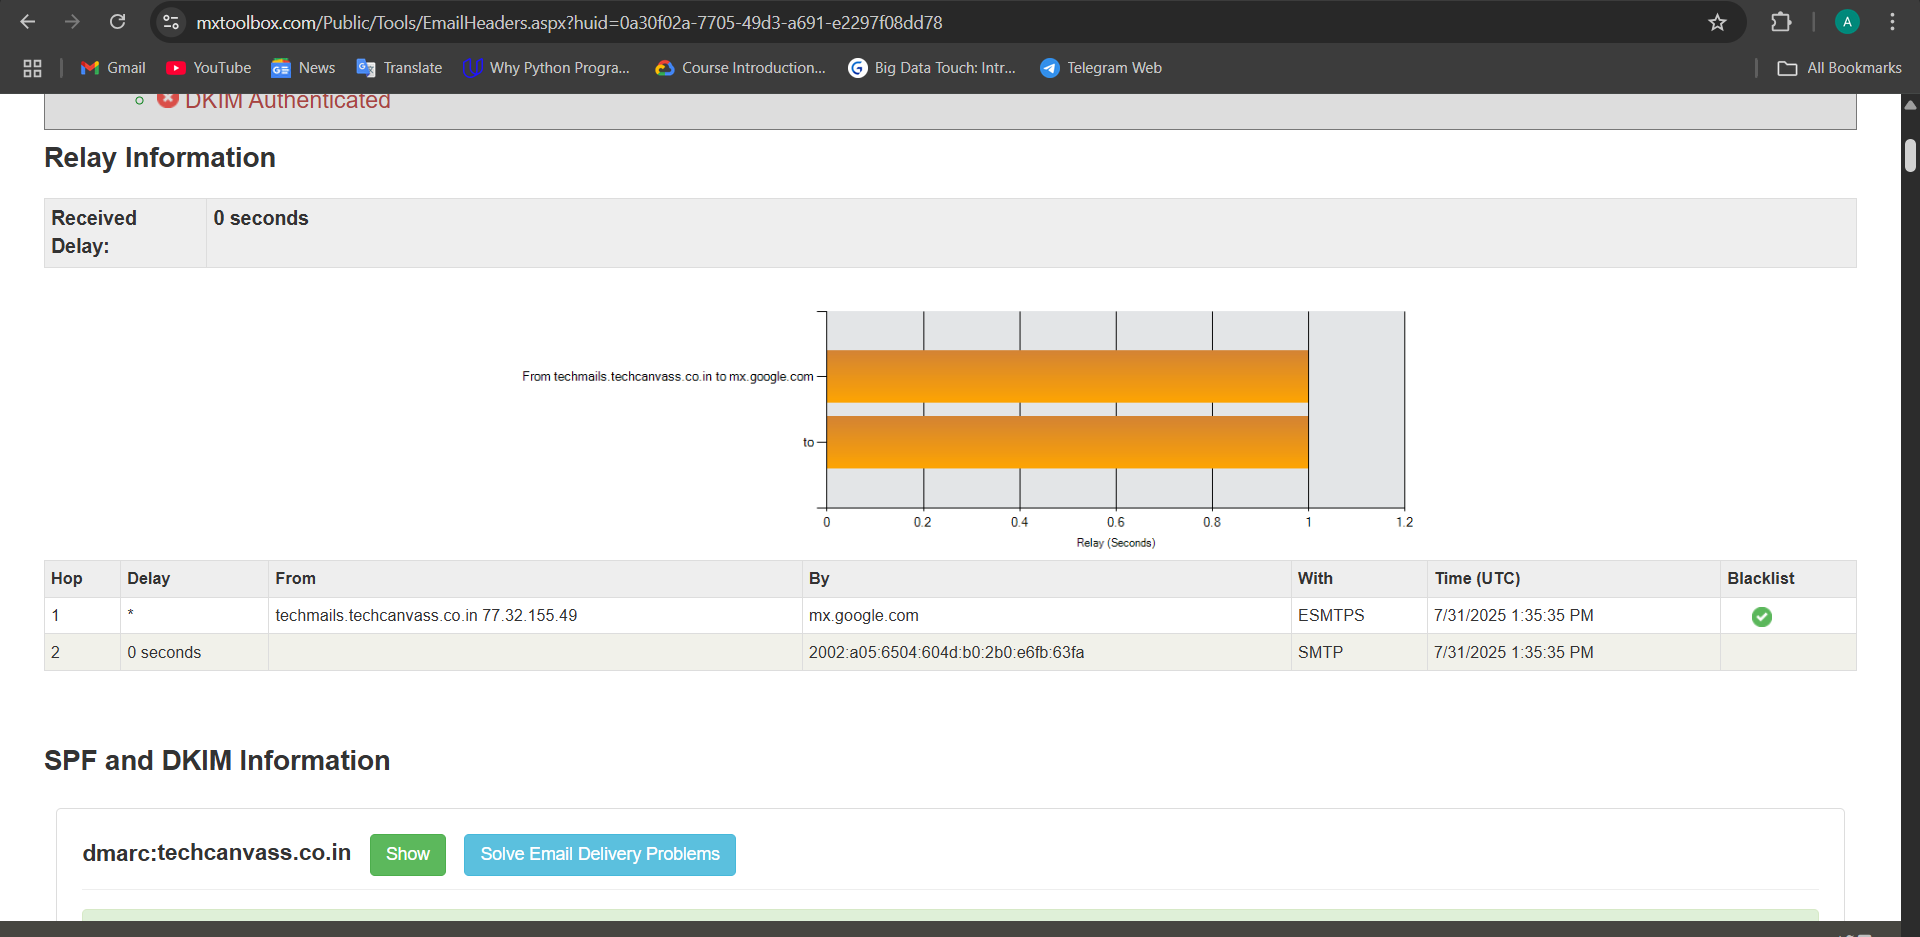 mxtoolbox.com/Public/Tools/EmailHeaders.aspx?huid=0a30f02a-7705-49d3-a691-e2297f08dd78
A
Gmail YouTube News Translate Why Python Progra... Course Introduction... Big Data Touch: Intr... Telegram Web All Bookmarks
DKIM Authenticated
Relay Information
Received 0 seconds
Delay:
From techmails.techcanvass.co.in to mx.google.com
to
0 0.2 0.4 0.6 0.8 1 1.2
Relay (Seconds)
Hop Delay From By With Time (UTC) Blacklist
1 * techmails.techcanvass.co.in 77.32.155.49 mx.google.com ESMTPS 7/31/2025 1:35:35 PM
2 0 seconds 2002:a05:6504:604d:b0:2b0:e6fb:63fa SMTP 7/31/2025 1:35:35 PM
SPF and DKIM Information
dmarc:techcanvass.co.in Show Solve Email Delivery Problems